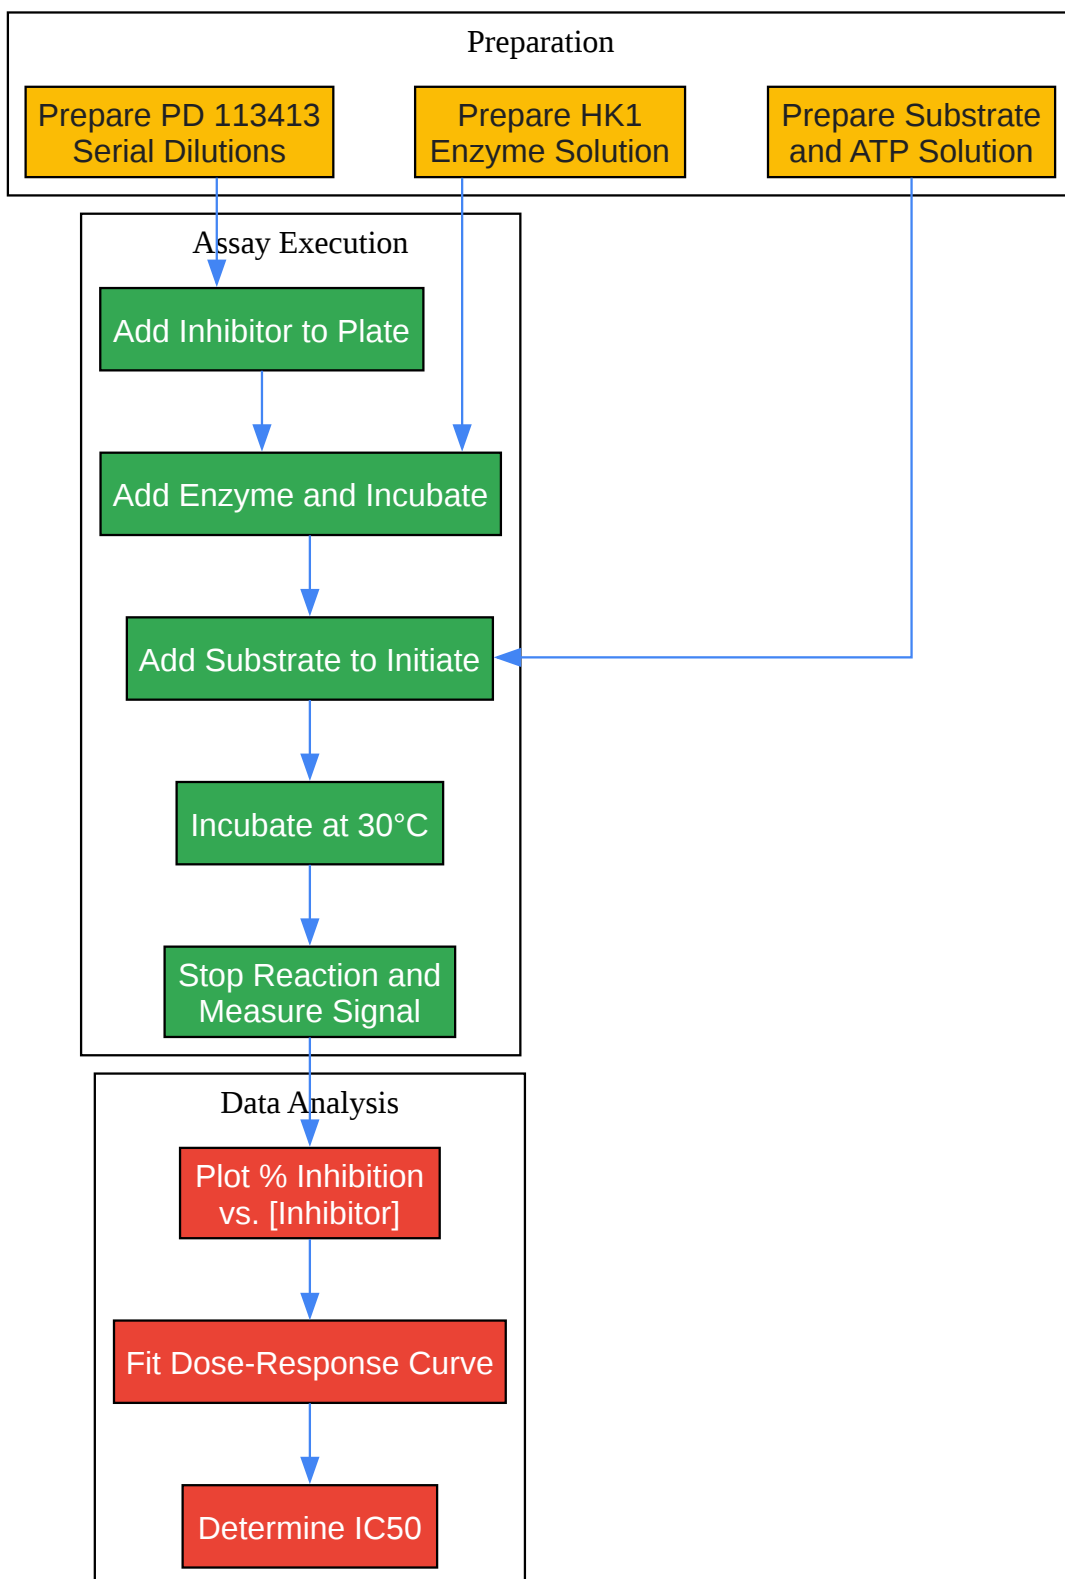 Preparation
Prepare PD 113413
Serial Dilutions
Prepare HK1
Enzyme Solution
Prepare Substrate
and ATP Solution
Assay Execution
Add Inhibitor to Plate
Add Enzyme and Incubate
Add Substrate to Initiate
Incubate at 30°C
Stop Reaction and
Measure Signal
Data Analysis
Plot % Inhibition
vs. [Inhibitor]
Fit Dose-Response Curve
Determine IC50